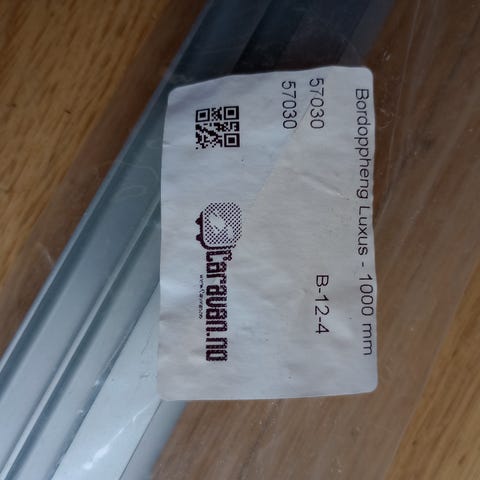 Bordoppheng Luxus - 1000 mm
57030
57030
B-12-4
Caravan.no